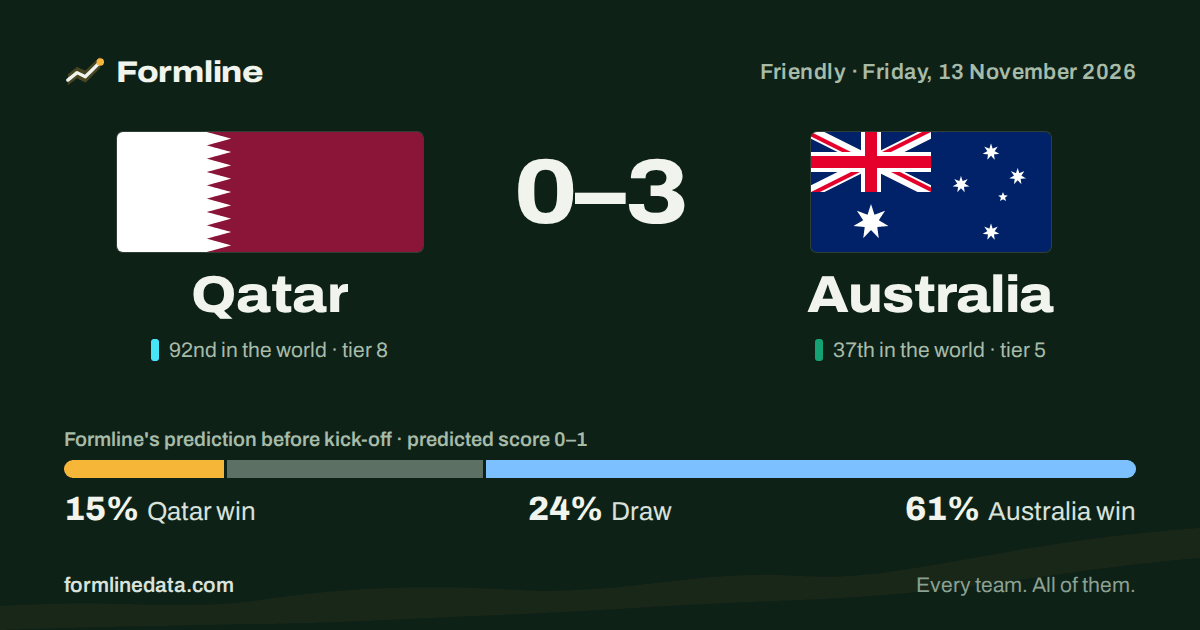 Formline
Friendly · Friday, 13 November 2026
0–3
Qatar
Australia
92nd in the world · tier 8
37th in the world · tier 5
Formline's prediction before kick-off · predicted score 0–1
15% Qatar win
24% Draw
61% Australia win
formlinedata.com
Every team. All of them.